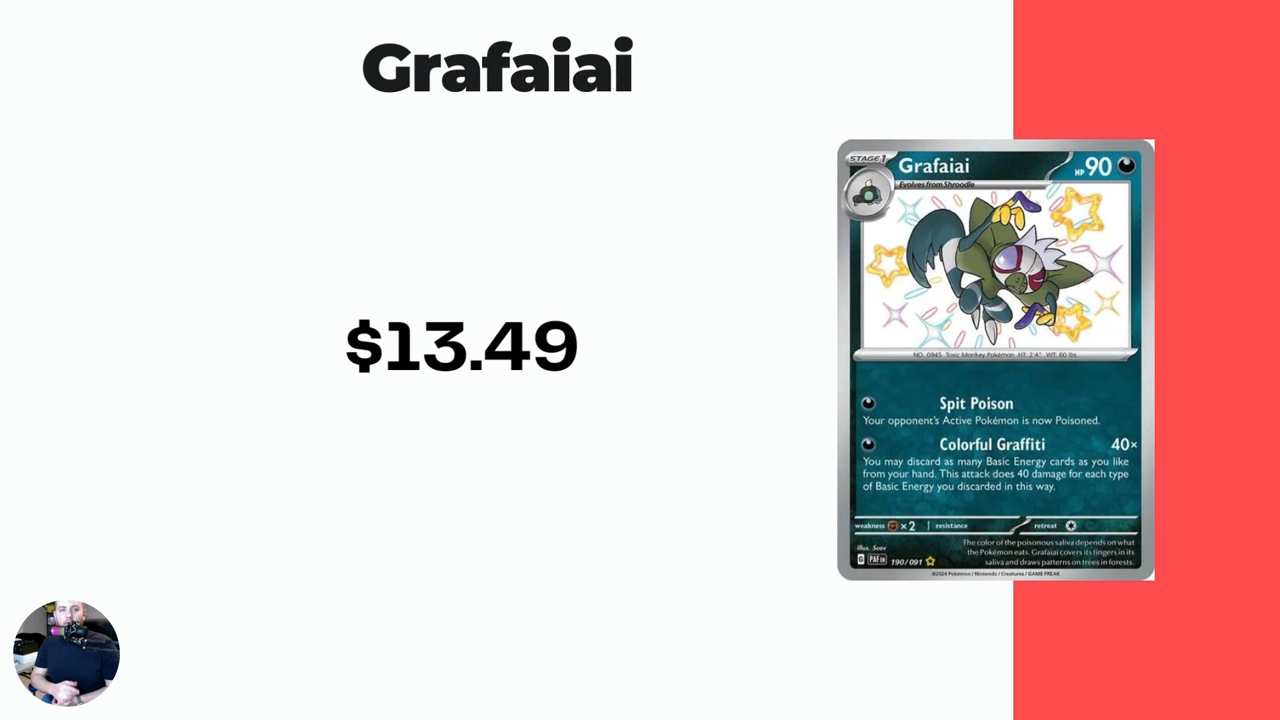 Grafaiai
$13.49
STAGE 1
Grafaiai
HP 90
Evolves from Shroodle
NO. 0945 Toxic Monkey Pokémon HT: 2'4" WT: 60 lbs
Spit Poison
Your opponent's Active Pokémon is now Poisoned.
Colorful Graffiti 40×
You may discard as many Basic Energy cards as you like
from your hand. This attack does 40 damage for each type
of Basic Energy you discarded in this way.
weakness ×2 resistance retreat
Illus. Scav
G PAF EN 190/091
The color of the poisonous saliva depends on what
the Pokémon eats. Grafaiai covers its fingers in its
saliva and draws patterns on trees in forests.
©2024 Pokémon / Nintendo / Creatures / GAME FREAK